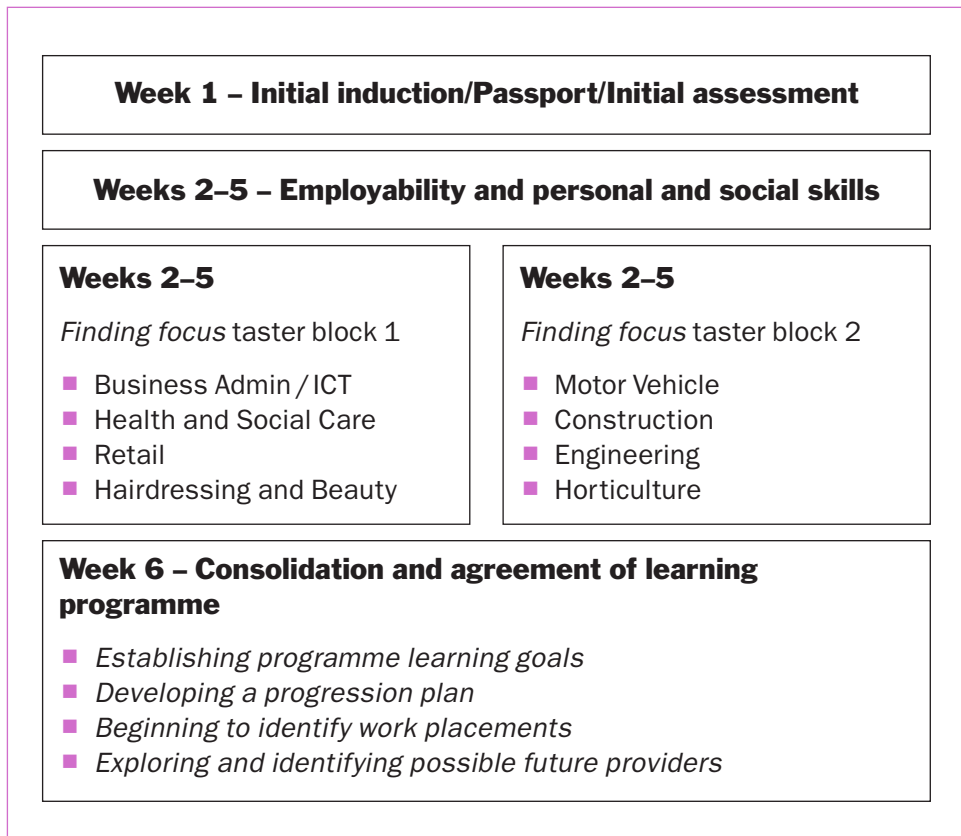 Week 1 – Initial induction/Passport/Initial assessment
Weeks 2–5 – Employability and personal and social skills
Weeks 2–5
Finding focus taster block 1
■ Business Admin / ICT
■ Health and Social Care
■ Retail
■ Hairdressing and Beauty
Weeks 2–5
Finding focus taster block 2
■ Motor Vehicle
■ Construction
■ Engineering
■ Horticulture
Week 6 – Consolidation and agreement of learning
programme
■ Establishing programme learning goals
■ Developing a progression plan
■ Beginning to identify work placements
■ Exploring and identifying possible future providers